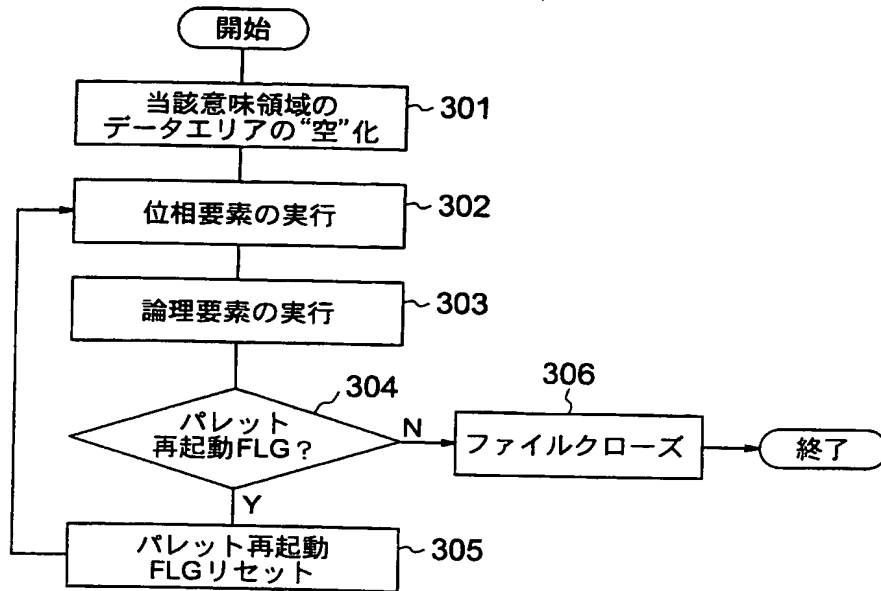 開始
当該意味領域の
データエリアの“空”化
301
位相要素の実行
302
論理要素の実行
303
パレット
再起動FLG？
304
N
306
ファイルクローズ
終了
Y
パレット再起動
FLGリセット
305